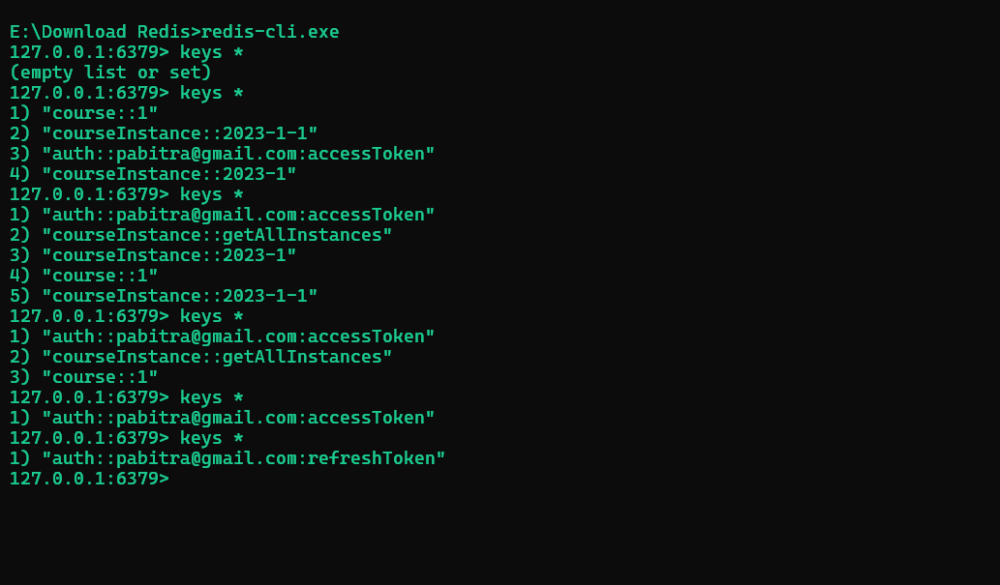 E:\Download Redis>redis-cli.exe
127.0.0.1:6379> keys *
(empty list or set)
127.0.0.1:6379> keys *
1) "course::1"
2) "courseInstance::2023-1-1"
3) "auth::pabitra@gmail.com:accessToken"
4) "courseInstance::2023-1"
127.0.0.1:6379> keys *
1) "auth::pabitra@gmail.com:accessToken"
2) "courseInstance::getAllInstances"
3) "courseInstance::2023-1"
4) "course::1"
5) "courseInstance::2023-1-1"
127.0.0.1:6379> keys *
1) "auth::pabitra@gmail.com:accessToken"
2) "courseInstance::getAllInstances"
3) "course::1"
127.0.0.1:6379> keys *
1) "auth::pabitra@gmail.com:accessToken"
127.0.0.1:6379> keys *
1) "auth::pabitra@gmail.com:refreshToken"
127.0.0.1:6379>